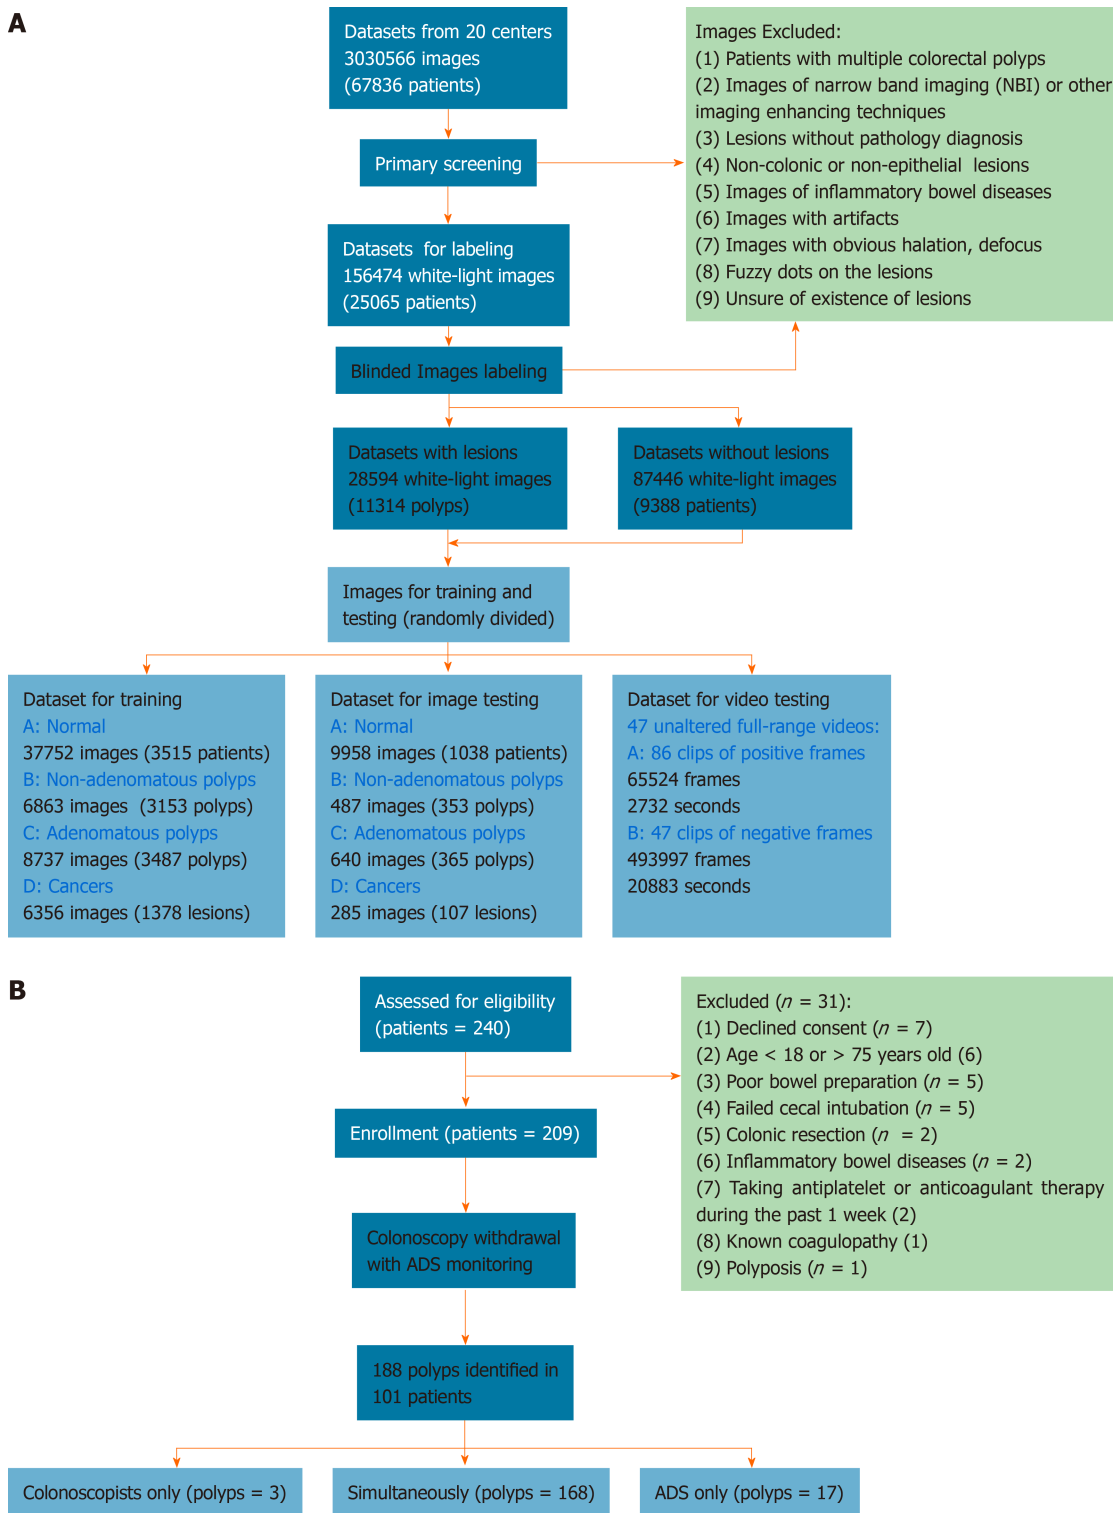 A
Datasets from 20 centers
3030566 images
(67836 patients)
Primary screening
Images Excluded:
(1) Patients with multiple colorectal polyps
(2) Images of narrow band imaging (NBI) or other
imaging enhancing techniques
(3) Lesions without pathology diagnosis
(4) Non-colonic or non-epithelial lesions
(5) Images of inflammatory bowel diseases
(6) Images with artifacts
(7) Images with obvious halation, defocus
(8) Fuzzy dots on the lesions
(9) Unsure of existence of lesions
Datasets for labeling
156474 white-light images
(25065 patients)
Blinded Images labeling
Datasets with lesions
28594 white-light images
(11314 polyps)
Datasets without lesions
87446 white-light images
(9388 patients)
Images for training and
testing (randomly divided)
Dataset for training
A: Normal
37752 images (3515 patients)
B: Non-adenomatous polyps
6863 images (3153 polyps)
C: Adenomatous polyps
8737 images (3487 polyps)
D: Cancers
6356 images (1378 lesions)
Dataset for image testing
A: Normal
9958 images (1038 patients)
B: Non-adenomatous polyps
487 images (353 polyps)
C: Adenomatous polyps
640 images (365 polyps)
D: Cancers
285 images (107 lesions)
Dataset for video testing
47 unaltered full-range videos:
A: 86 clips of positive frames
65524 frames
2732 seconds
B: 47 clips of negative frames
493997 frames
20883 seconds
B
Assessed for eligibility
(patients = 240)
Excluded (n = 31):
(1) Declined consent (n = 7)
(2) Age < 18 or > 75 years old (6)
(3) Poor bowel preparation (n = 5)
(4) Failed cecal intubation (n = 5)
(5) Colonic resection (n = 2)
(6) Inflammatory bowel diseases (n = 2)
(7) Taking antiplatelet or anticoagulant therapy
during the past 1 week (2)
(8) Known coagulopathy (1)
(9) Polyposis (n = 1)
Enrollment (patients = 209)
Colonoscopy withdrawal
with ADS monitoring
188 polyps identified in
101 patients
Colonoscopists only (polyps = 3)
Simultaneously (polyps = 168)
ADS only (polyps = 17)